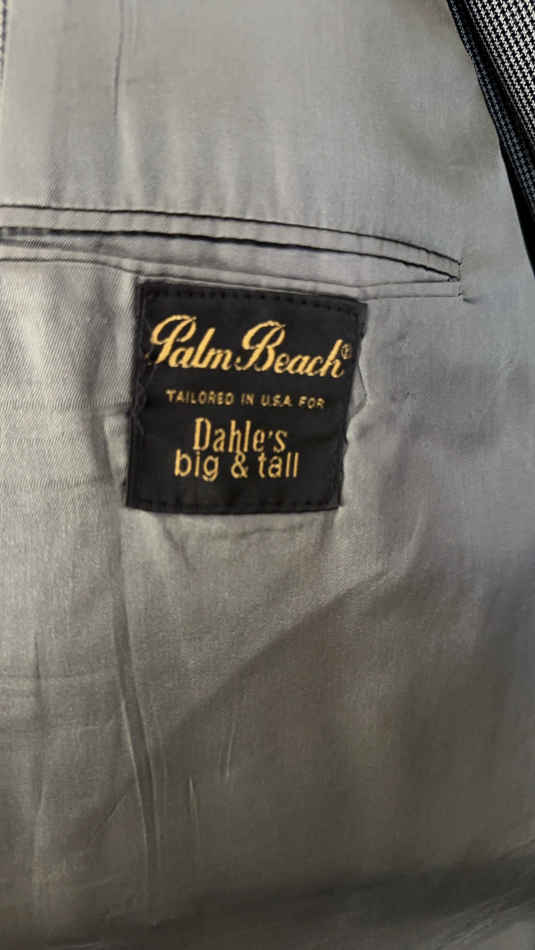 Palm Beach®
TAILORED IN U.S.A. FOR
Dahle's
big & tall